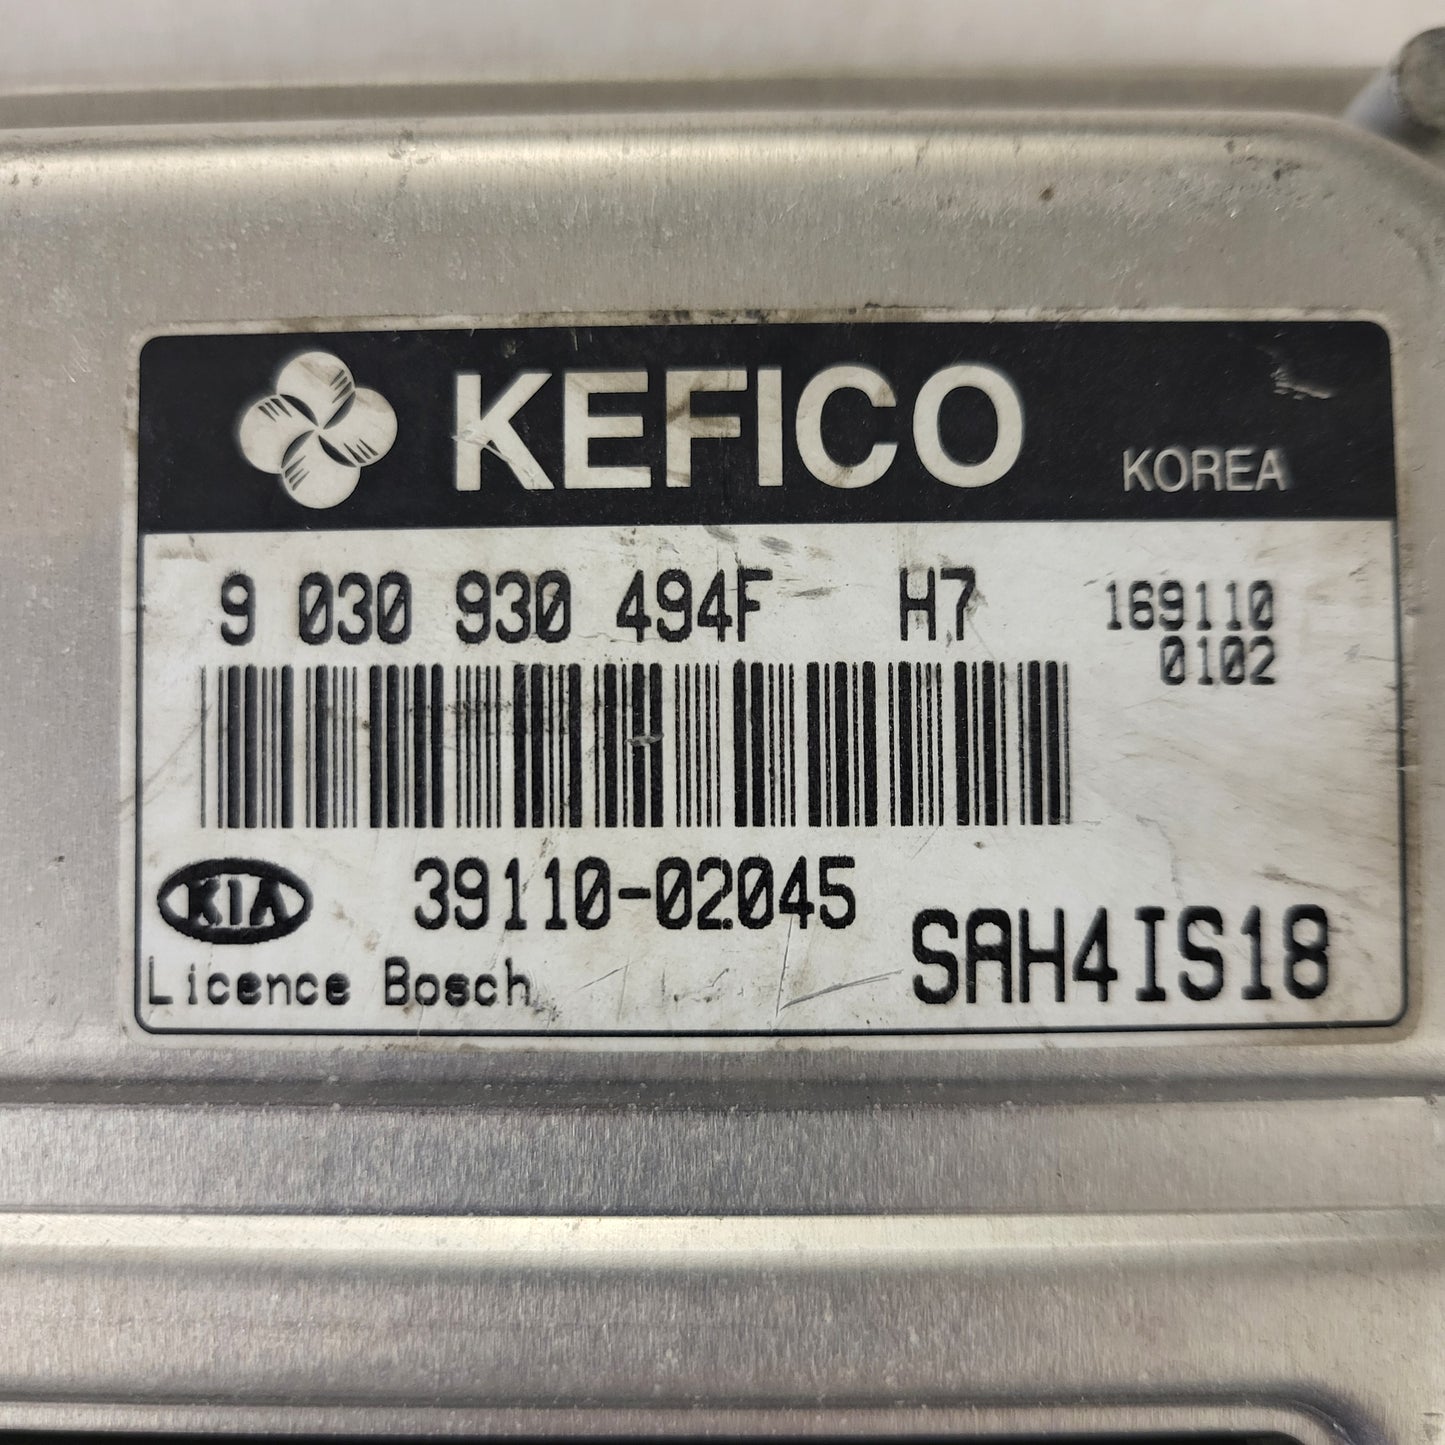 KEFICO KOREA
9 030 930 494F H7 169110
0102
KIA 39110-02045
SAH4IS18
Licence Bosch